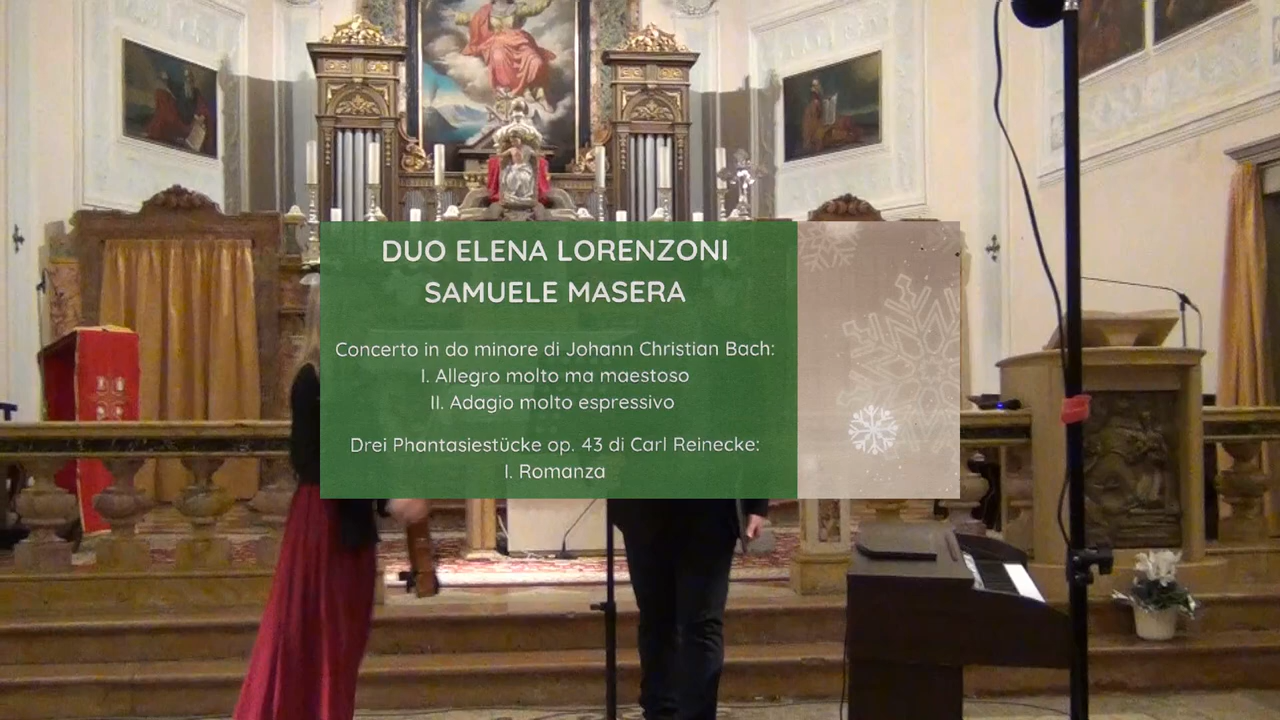 DUO ELENA LORENZONI
SAMUELE MASERA
Concerto in do minore di Johann Christian Bach:
I. Allegro molto ma maestoso
II. Adagio molto espressivo
Drei Phantasiestücke op. 43 di Carl Reinecke:
I. Romanza